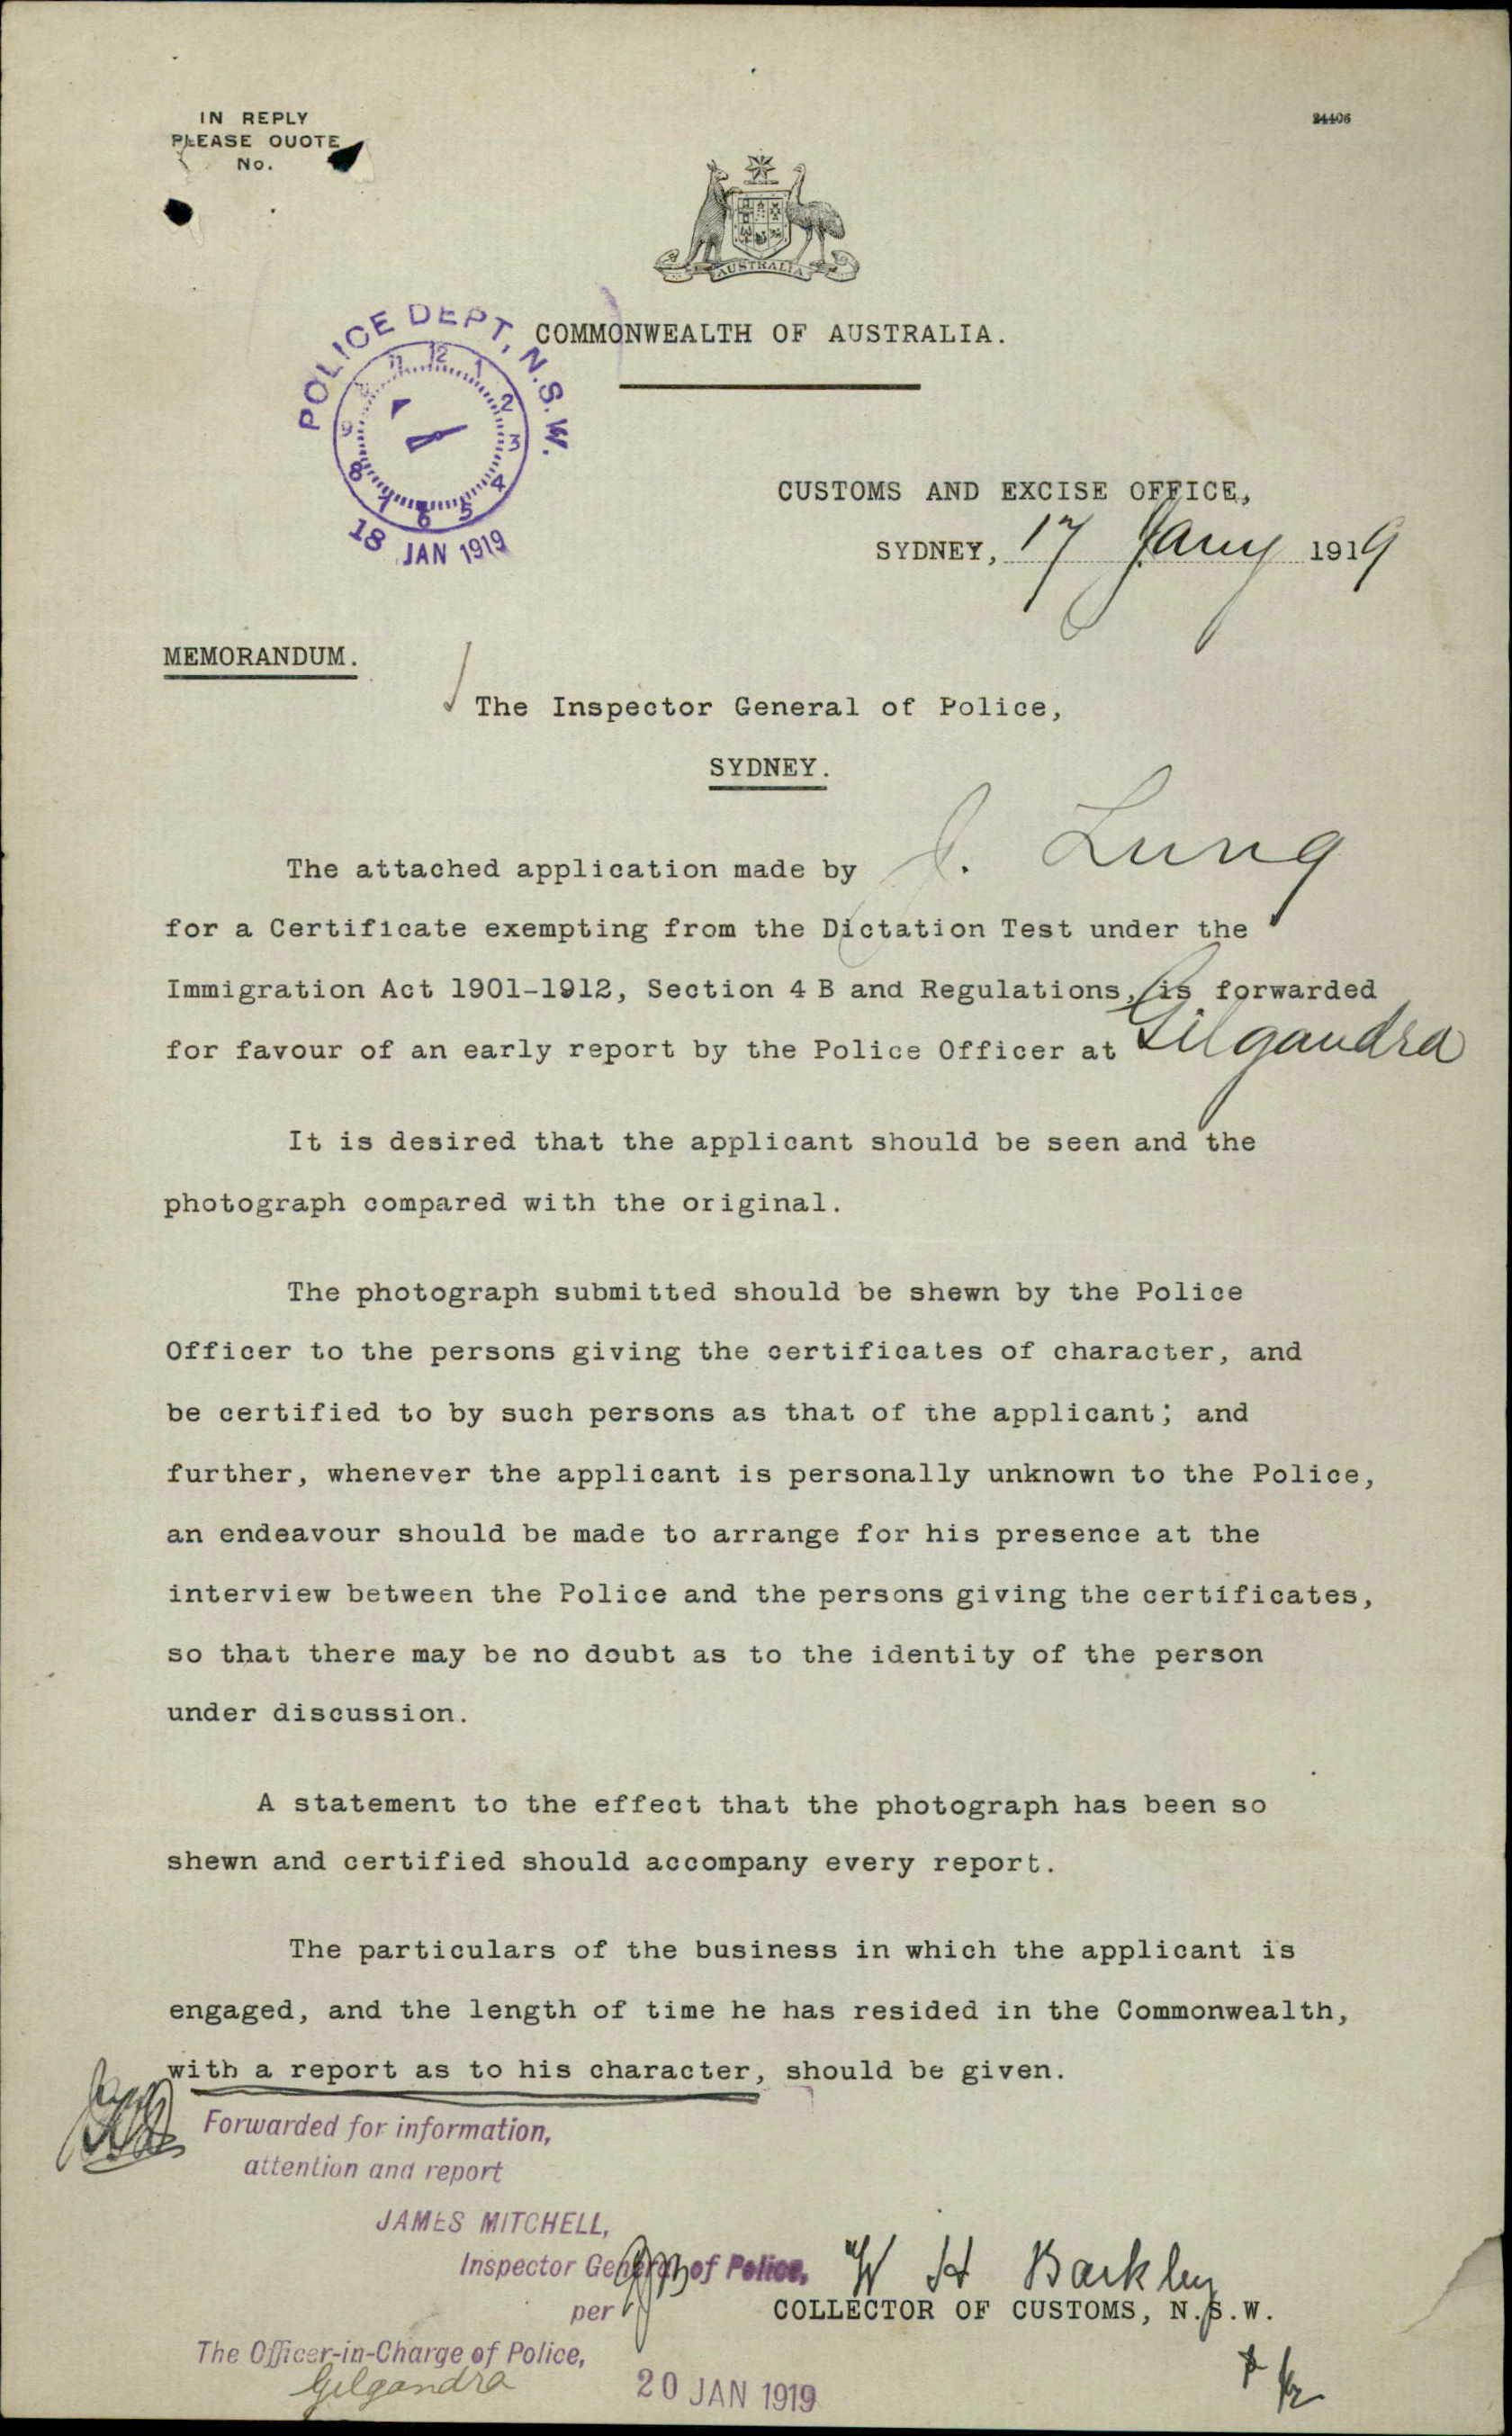 IN REPLY
PLEASE QUOTE
No.
24406
AUSTRALIA
POLICE DEPT, N.S.W.
11 12 1 2 3 4 5 6 7 8 9
18 JAN 1919
COMMONWEALTH OF AUSTRALIA.
CUSTOMS AND EXCISE OFFICE,
SYDNEY, 17 Jany 1919
MEMORANDUM.
The Inspector General of Police,
SYDNEY.
The attached application made by J. Lung
for a Certificate exempting from the Dictation Test under the
Immigration Act 1901-1912, Section 4 B and Regulations, is forwarded
for favour of an early report by the Police Officer at Gilgandra
It is desired that the applicant should be seen and the
photograph compared with the original.
The photograph submitted should be shewn by the Police
Officer to the persons giving the certificates of character, and
be certified to by such persons as that of the applicant; and
further, whenever the applicant is personally unknown to the Police,
an endeavour should be made to arrange for his presence at the
interview between the Police and the persons giving the certificates,
so that there may be no doubt as to the identity of the person
under discussion.
A statement to the effect that the photograph has been so
shewn and certified should accompany every report.
The particulars of the business in which the applicant is
engaged, and the length of time he has resided in the Commonwealth,
with a report as to his character, should be given.
Forwarded for information,
attention and report
JAMES MITCHELL,
Inspector General of Police,
per
W H Barkley
COLLECTOR OF CUSTOMS, N.S.W.
The Officer-in-Charge of Police,
Gilgandra
20 JAN 1919